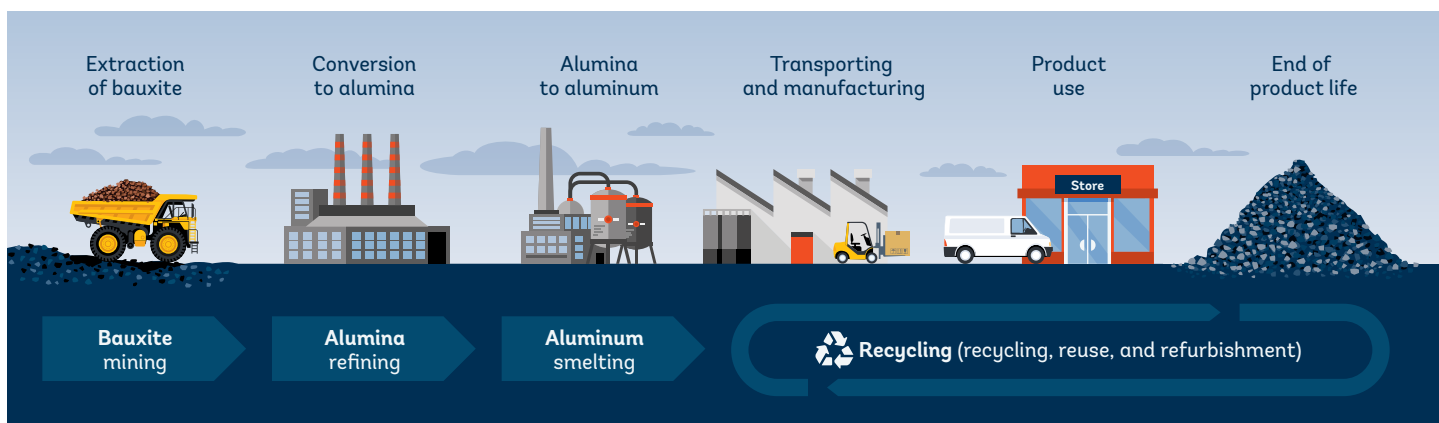 Extraction
of bauxite
Conversion
to alumina
Alumina
to aluminum
Transporting
and manufacturing
Product
use
End of
product life
Store
Bauxite
mining
Alumina
refining
Aluminum
smelting
Recycling (recycling, reuse, and refurbishment)